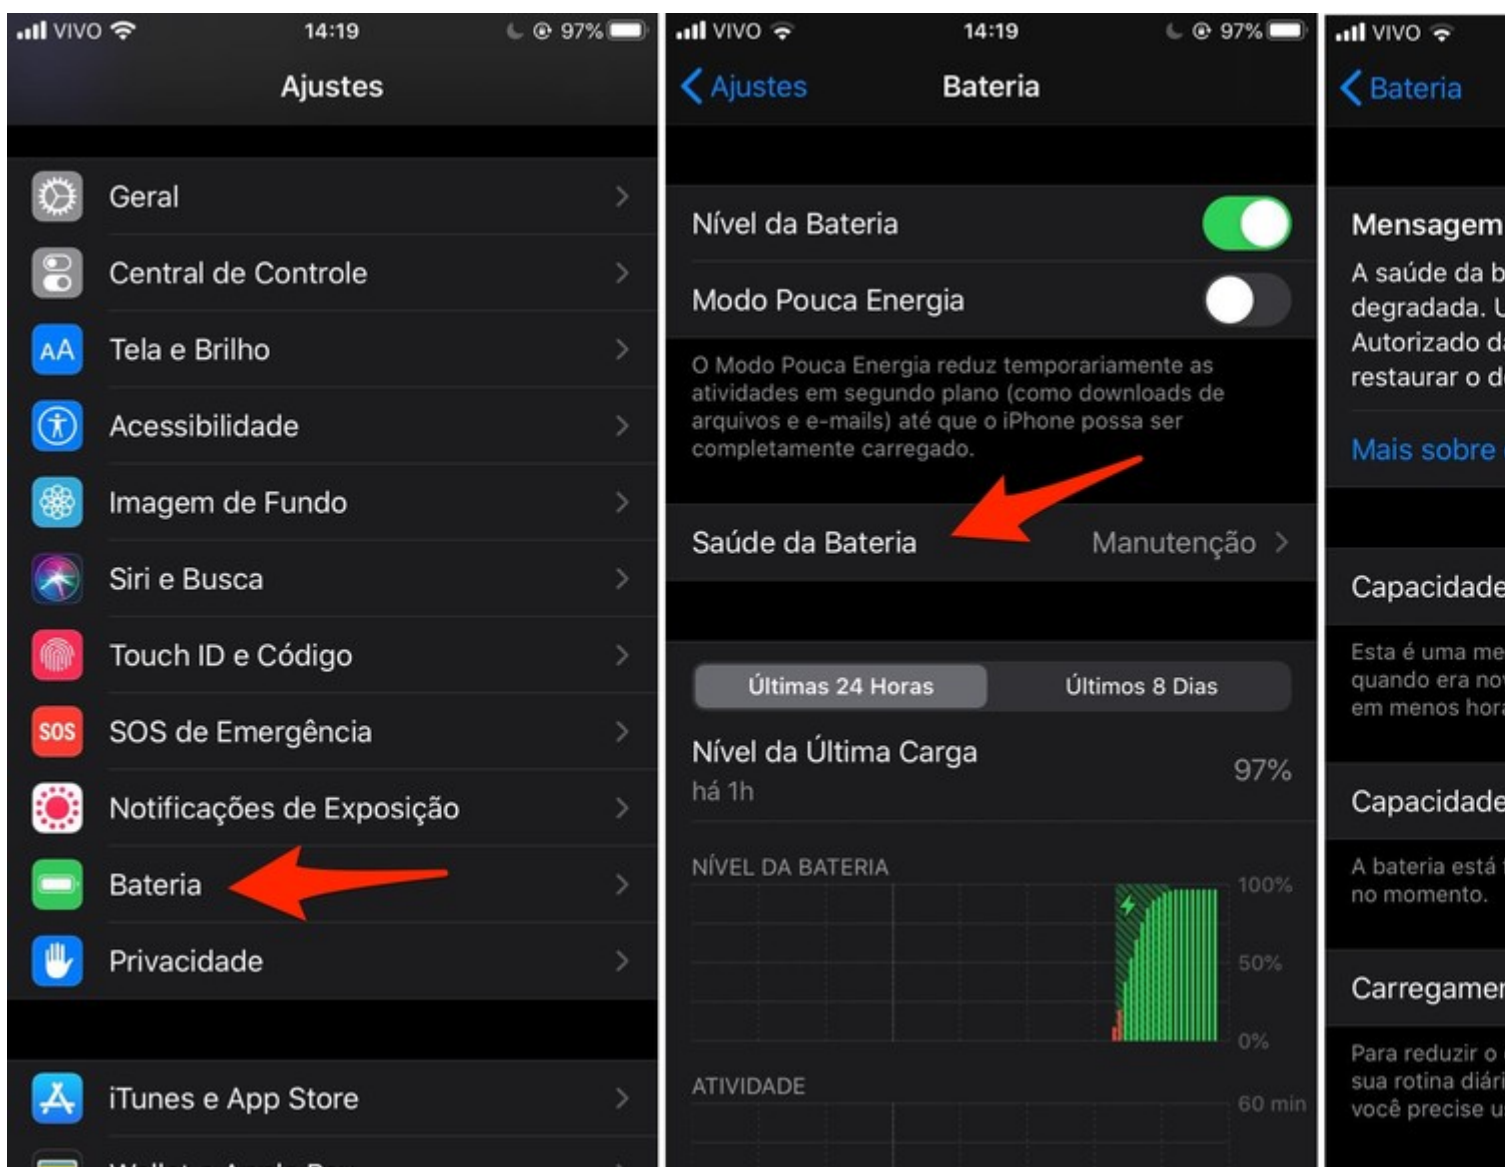 VIVO 14:19 97%
Ajustes
Geral
Central de Controle
AA Tela e Brilho
Acessibilidade
Imagem de Fundo
Siri e Busca
Touch ID e Código
SOS SOS de Emergência
Notificações de Exposição
Bateria
Privacidade
iTunes e App Store
VIVO 14:19 97%
Ajustes Bateria
Nível da Bateria
Modo Pouca Energia
O Modo Pouca Energia reduz temporariamente as
atividades em segundo plano (como downloads de
arquivos e e-mails) até que o iPhone possa ser
completamente carregado.
Saúde da Bateria Manutenção
Últimas 24 Horas Últimos 8 Dias
Nível da Última Carga 97%
há 1h
NÍVEL DA BATERIA
100%
50%
0%
ATIVIDADE
60 min
VIVO
Bateria
Mensagem
A saúde da b
degradada. U
Autorizado da
restaurar o d
Mais sobre
Capacidade
Esta é uma me
quando era nov
em menos hora
Capacidade
A bateria está
no momento.
Carregamen
Para reduzir o
sua rotina diári
você precise u